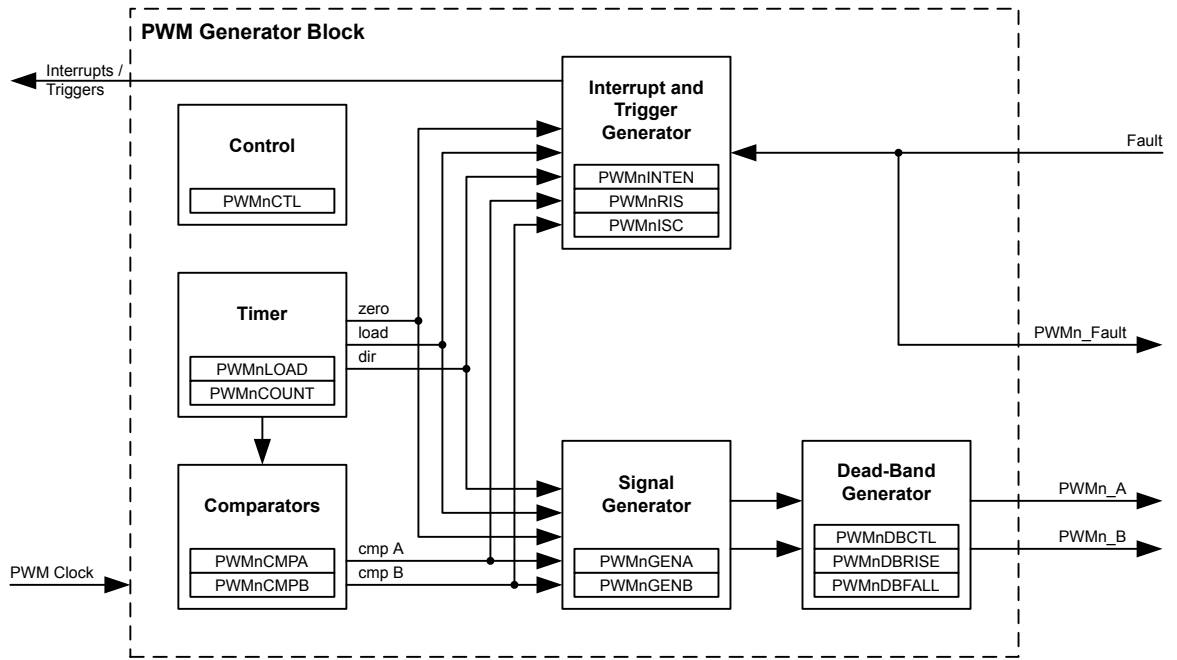 PWM Generator Block
Interrupts /
Triggers
Interrupt and
Trigger
Generator
PWMnINTEN
PWMnRIS
PWMnISC
Fault
Control
PWMnCTL
Timer
PWMnLOAD
PWMnCOUNT
zero
load
dir
PWMn_Fault
Comparators
PWMnCMPA
PWMnCMPB
cmp A
cmp B
Signal
Generator
PWMnGENA
PWMnGENB
Dead-Band
Generator
PWMnDBCTL
PWMnDBRISE
PWMnDBFALL
PWMn_A
PWMn_B
PWM Clock